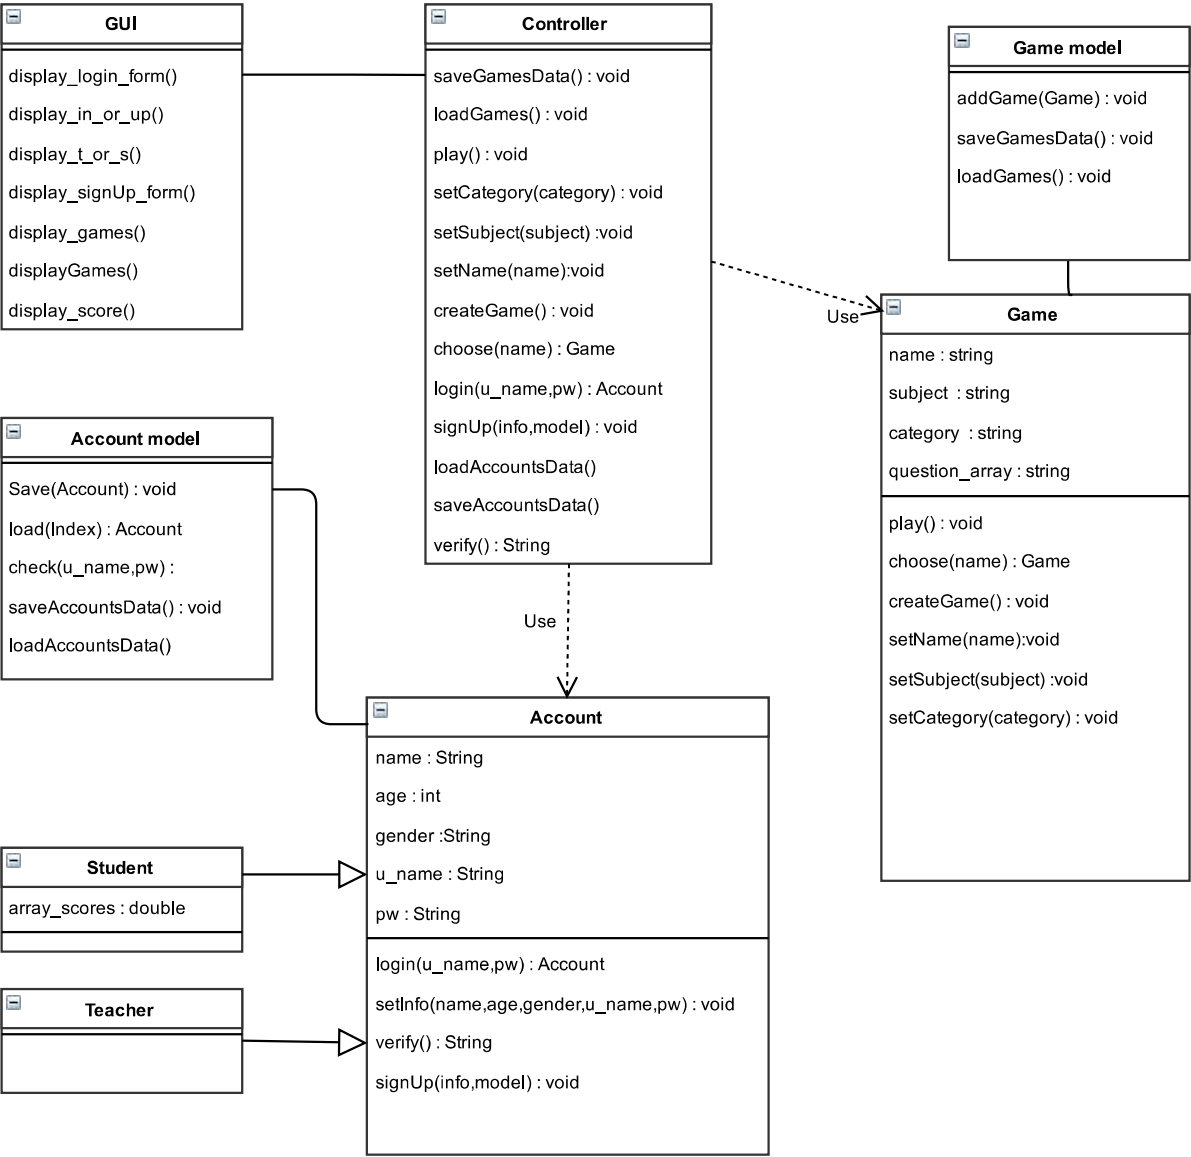 GUI
display_login_form()
display_in_or_up()
display_t_or_s()
display_signUp_form()
display_games()
displayGames()
display_score()
Controller
saveGamesData() : void
loadGames() : void
play() : void
setCategory(category) : void
setSubject(subject) :void
setName(name):void
createGame() : void
choose(name) : Game
login(u_name,pw) : Account
signUp(info,model) : void
loadAccountsData()
saveAccountsData()
verify() : String
Game model
addGame(Game) : void
saveGamesData() : void
loadGames() : void
Use
Game
name : string
subject  : string
category  : string
question_array : string
play() : void
choose(name) : Game
createGame() : void
setName(name):void
setSubject(subject) :void
setCategory(category) : void
Account model
Save(Account) : void
load(Index) : Account
check(u_name,pw) :
saveAccountsData() : void
loadAccountsData()
Use
Account
name : String
age : int
gender :String
u_name : String
pw : String
login(u_name,pw) : Account
setInfo(name,age,gender,u_name,pw) : void
verify() : String
signUp(info,model) : void
Student
array_scores : double
Teacher